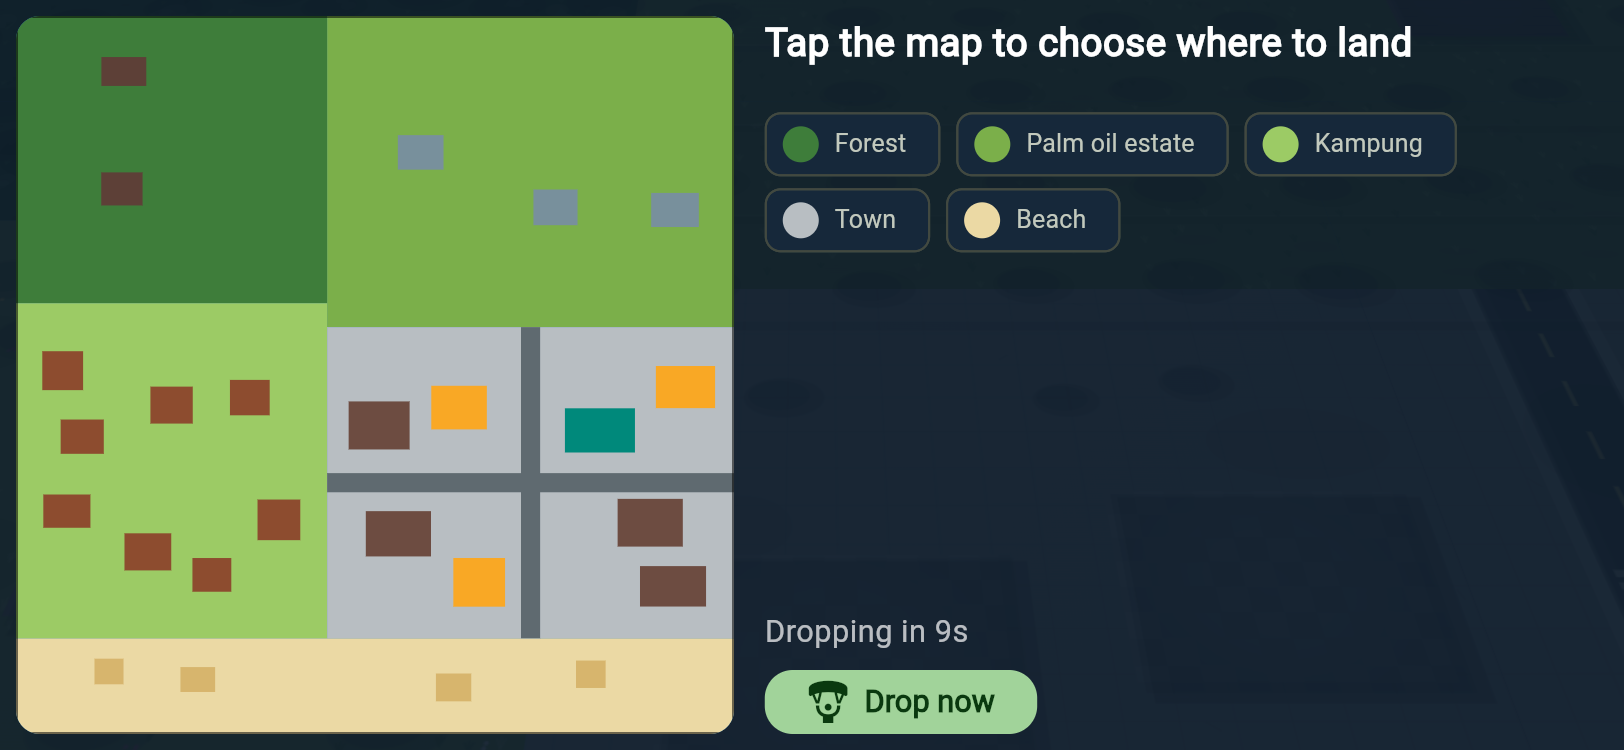 Tap the map to choose where to land
Forest
Palm oil estate
Kampung
Town
Beach
Dropping in 9s
Drop now